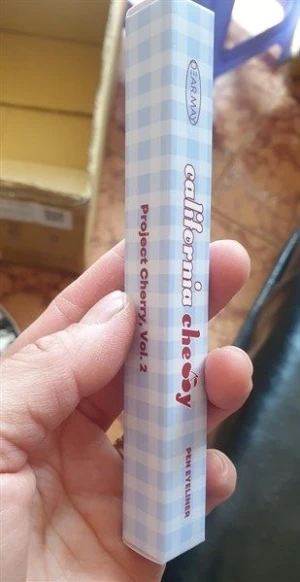 DEAR.MAY
california cherry
PEN EYELINER
Project Cherry, Vol. 2